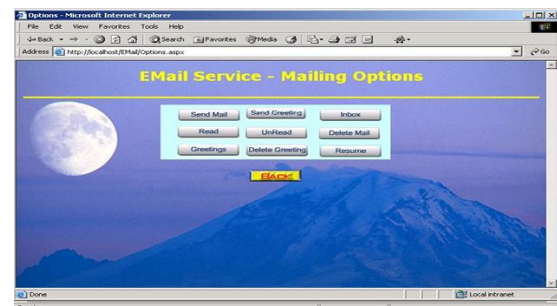 Options - Microsoft Internet Explorer
File Edit View Favorites Tools Help
Back Search Favorites Media
Address http://localhost/EMail/Options.aspx Go
EMail Service - Mailing Options
Send Mail Send Greeting Inbox
Read UnRead Delete Mail
Greetings Delete Greeting Resume
BACK
Done Local intranet